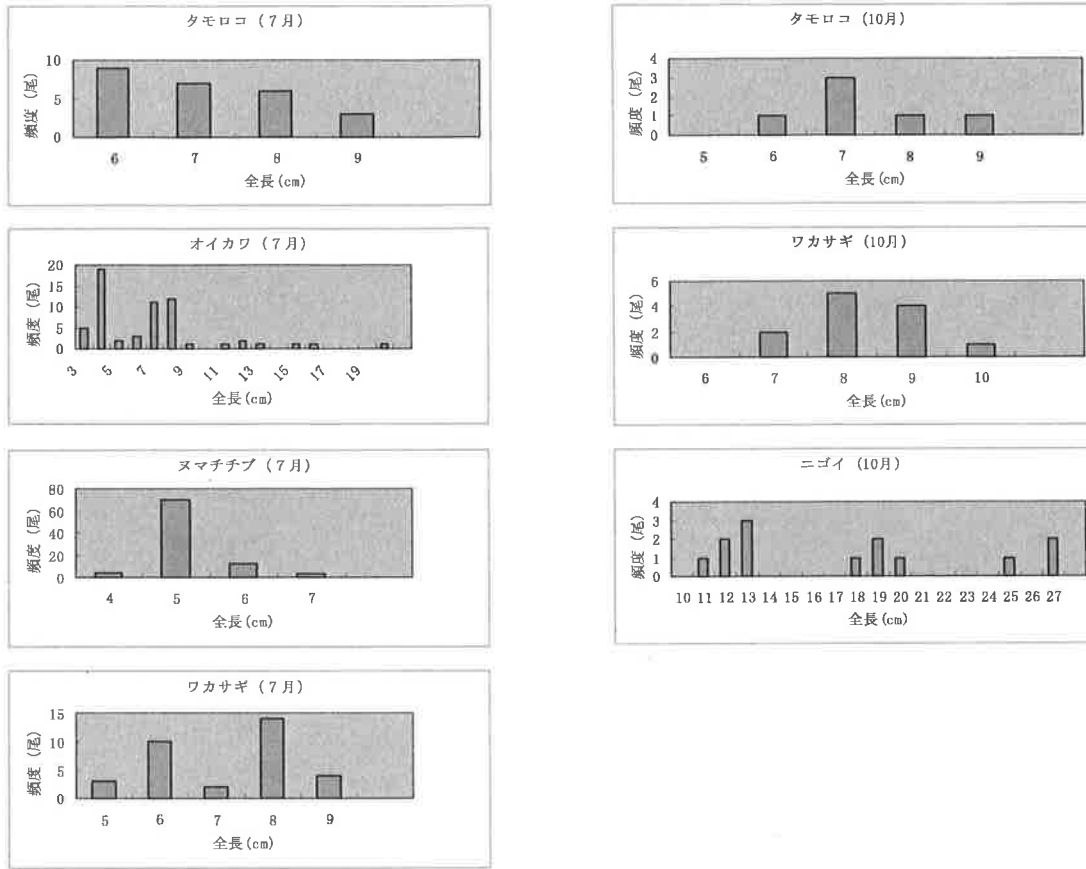 タモロコ (7月)
頻度 (尾)
10
5
0
6 7 8 9
全長(cm)
オイカワ (7月)
頻度 (尾)
20
15
10
5
0
3 5 7 9 11 13 15 17 19
全長(cm)
ヌマチチブ (7月)
頻度 (尾)
80
60
40
20
0
4 5 6 7
全長(cm)
ワカサギ (7月)
頻度 (尾)
15
10
5
0
5 6 7 8 9
全長(cm)
タモロコ (10月)
頻度 (尾)
4
3
2
1
0
5 6 7 8 9
全長(cm)
ワカサギ (10月)
頻度 (尾)
6
4
2
0
6 7 8 9 10
全長(cm)
ニゴイ (10月)
頻度 (尾)
4
3
2
1
0
10 11 12 13 14 15 16 17 18 19 20 21 22 23 24 25 26 27
全長(cm)